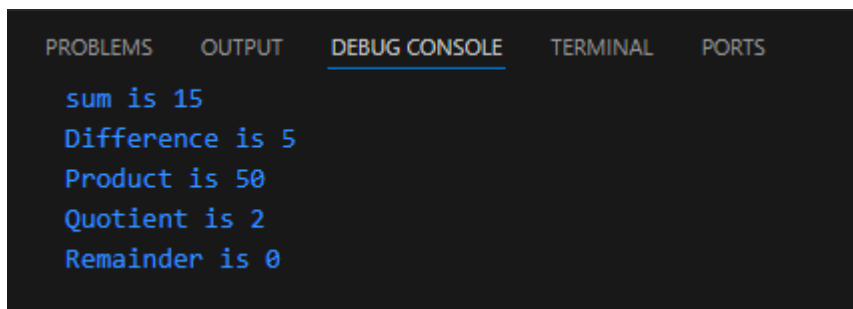 PROBLEMS OUTPUT DEBUG CONSOLE TERMINAL PORTS
sum is 15
Difference is 5
Product is 50
Quotient is 2
Remainder is 0